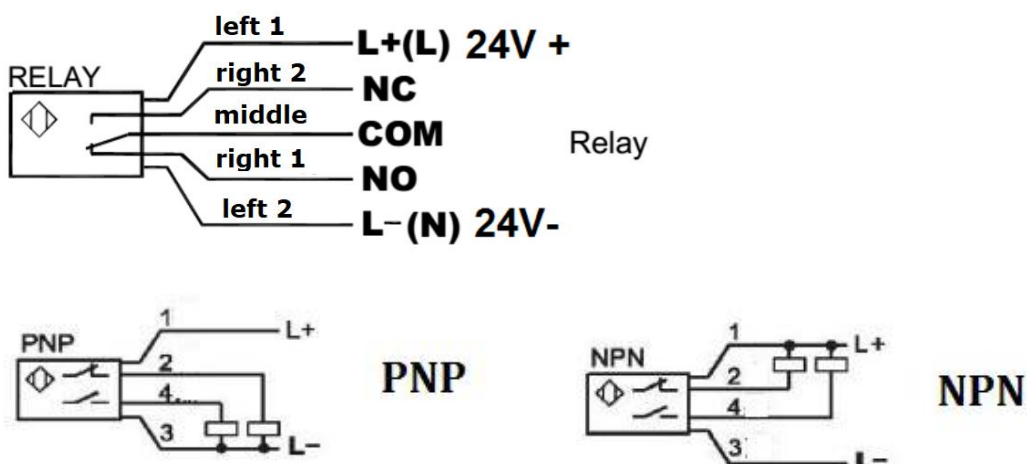 left 1
L+(L) 24V +
RELAY
right 2
NC
middle
COM
Relay
right 1
NO
left 2
L−(N) 24V-
PNP
1
L+
2
4....
3
L−
PNP
NPN
1
L+
2
4.
3.
L−
NPN